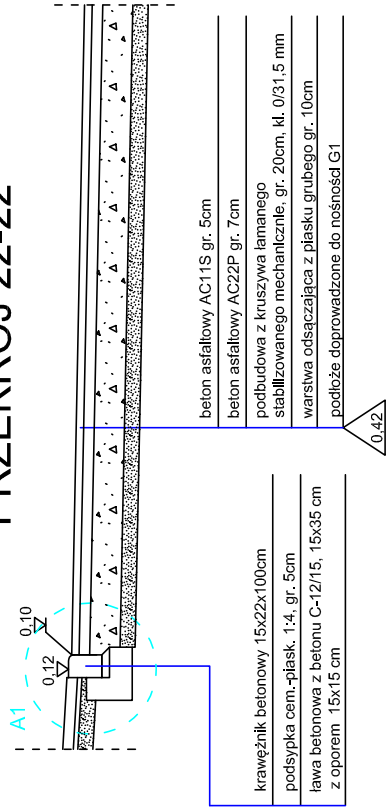 PRZEKRÓJ 22-22
A1
0,10
0,12
beton asfaltowy AC11S gr. 5cm
beton asfaltowy AC22P gr. 7cm
podbudowa z kruszywa łamanego
stabilizowanego mechanicznie, gr. 20cm, kl. 0/31,5 mm
warstwa odsączająca z piasku grubego gr. 10cm
podłoże doprowadzone do nośności G1
0,42
krawężnik betonowy 15x22x100cm
podsypka cem.-piask. 1:4, gr. 5cm
ława betonowa z betonu C-12/15, 15x35 cm
z oporem 15x15 cm